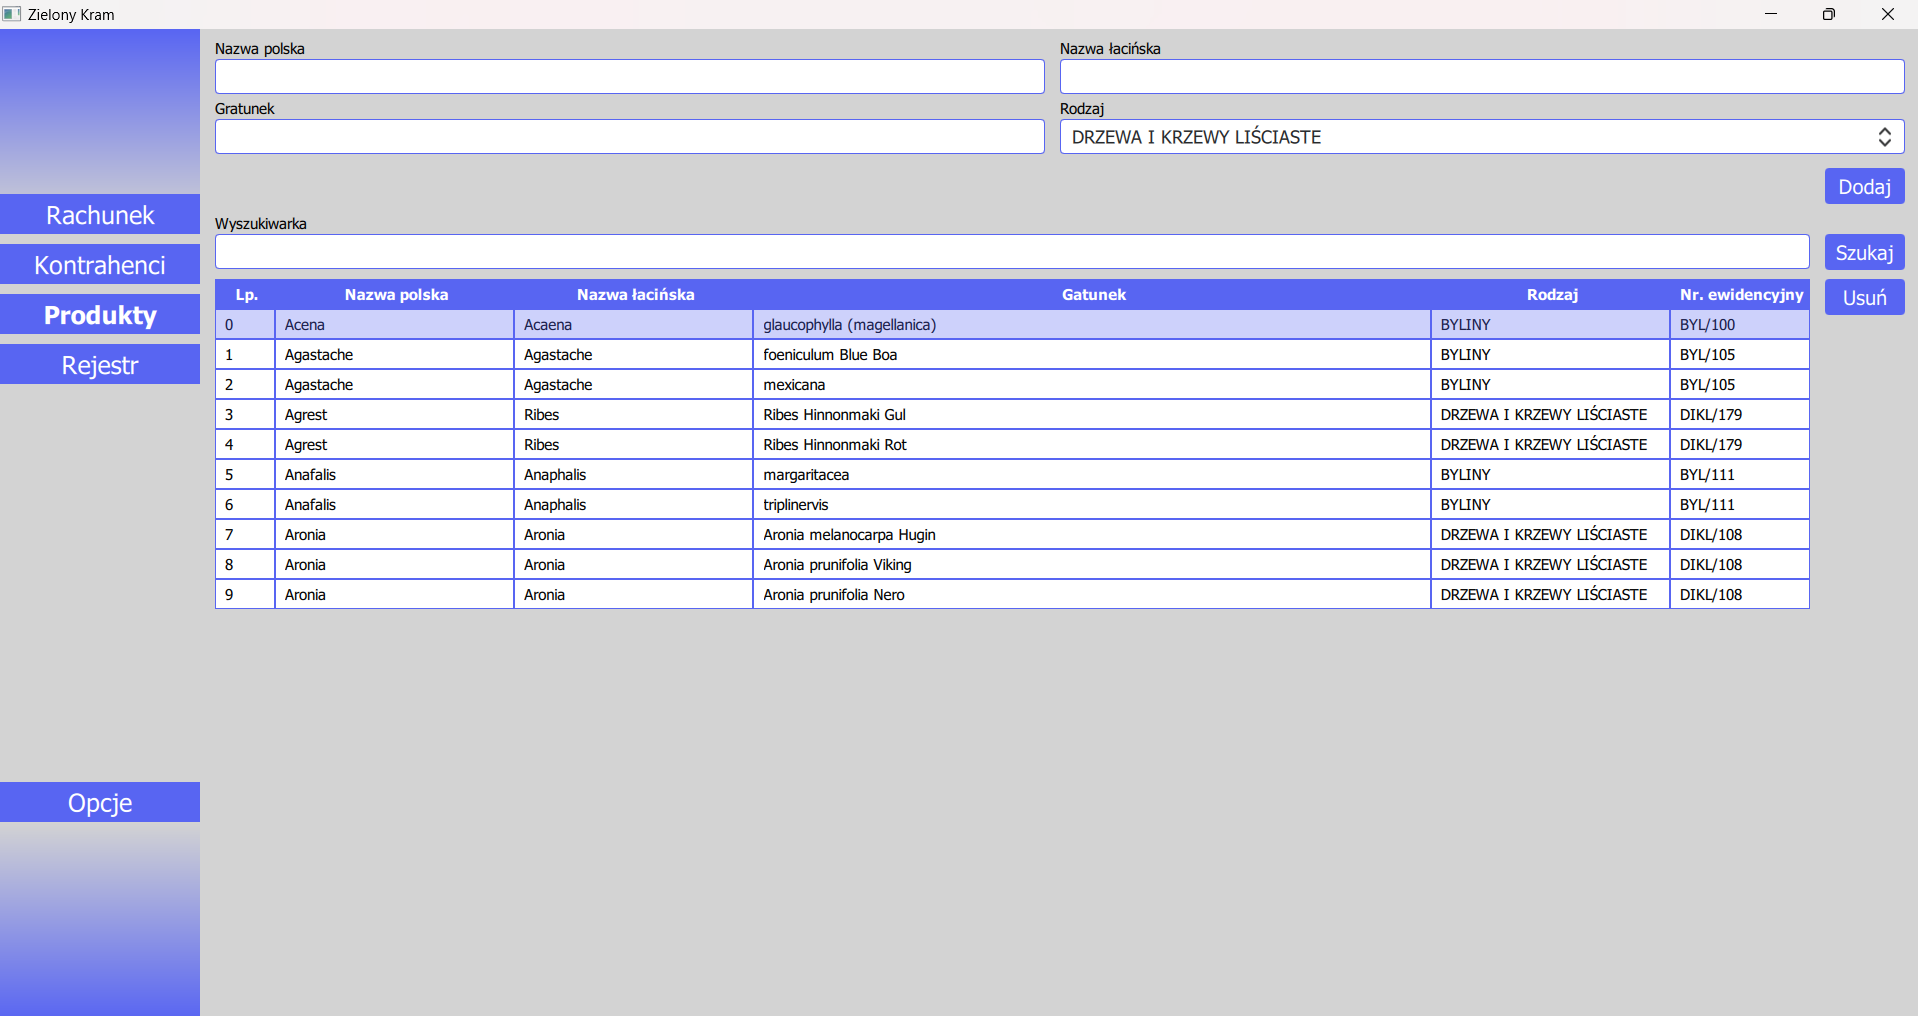 Zielony Kram
Nazwa polska
Nazwa łacińska
Gratunek
Rodzaj
DRZEWA I KRZEWY LIŚCIASTE
Dodaj
Rachunek
Kontrahenci
Produkty
Rejestr
Opcje
Wyszukiwarka
Szukaj
Usuń
Lp. Nazwa polska Nazwa łacińska Gatunek Rodzaj Nr. ewidencyjny
0 Acena Acaena glaucophylla (magellanica) BYLINY BYL/100
1 Agastache Agastache foeniculum Blue Boa BYLINY BYL/105
2 Agastache Agastache mexicana BYLINY BYL/105
3 Agrest Ribes Ribes Hinnonmaki Gul DRZEWA I KRZEWY LIŚCIASTE DIKL/179
4 Agrest Ribes Ribes Hinnonmaki Rot DRZEWA I KRZEWY LIŚCIASTE DIKL/179
5 Anafalis Anaphalis margaritacea BYLINY BYL/111
6 Anafalis Anaphalis triplinervis BYLINY BYL/111
7 Aronia Aronia Aronia melanocarpa Hugin DRZEWA I KRZEWY LIŚCIASTE DIKL/108
8 Aronia Aronia Aronia prunifolia Viking DRZEWA I KRZEWY LIŚCIASTE DIKL/108
9 Aronia Aronia Aronia prunifolia Nero DRZEWA I KRZEWY LIŚCIASTE DIKL/108